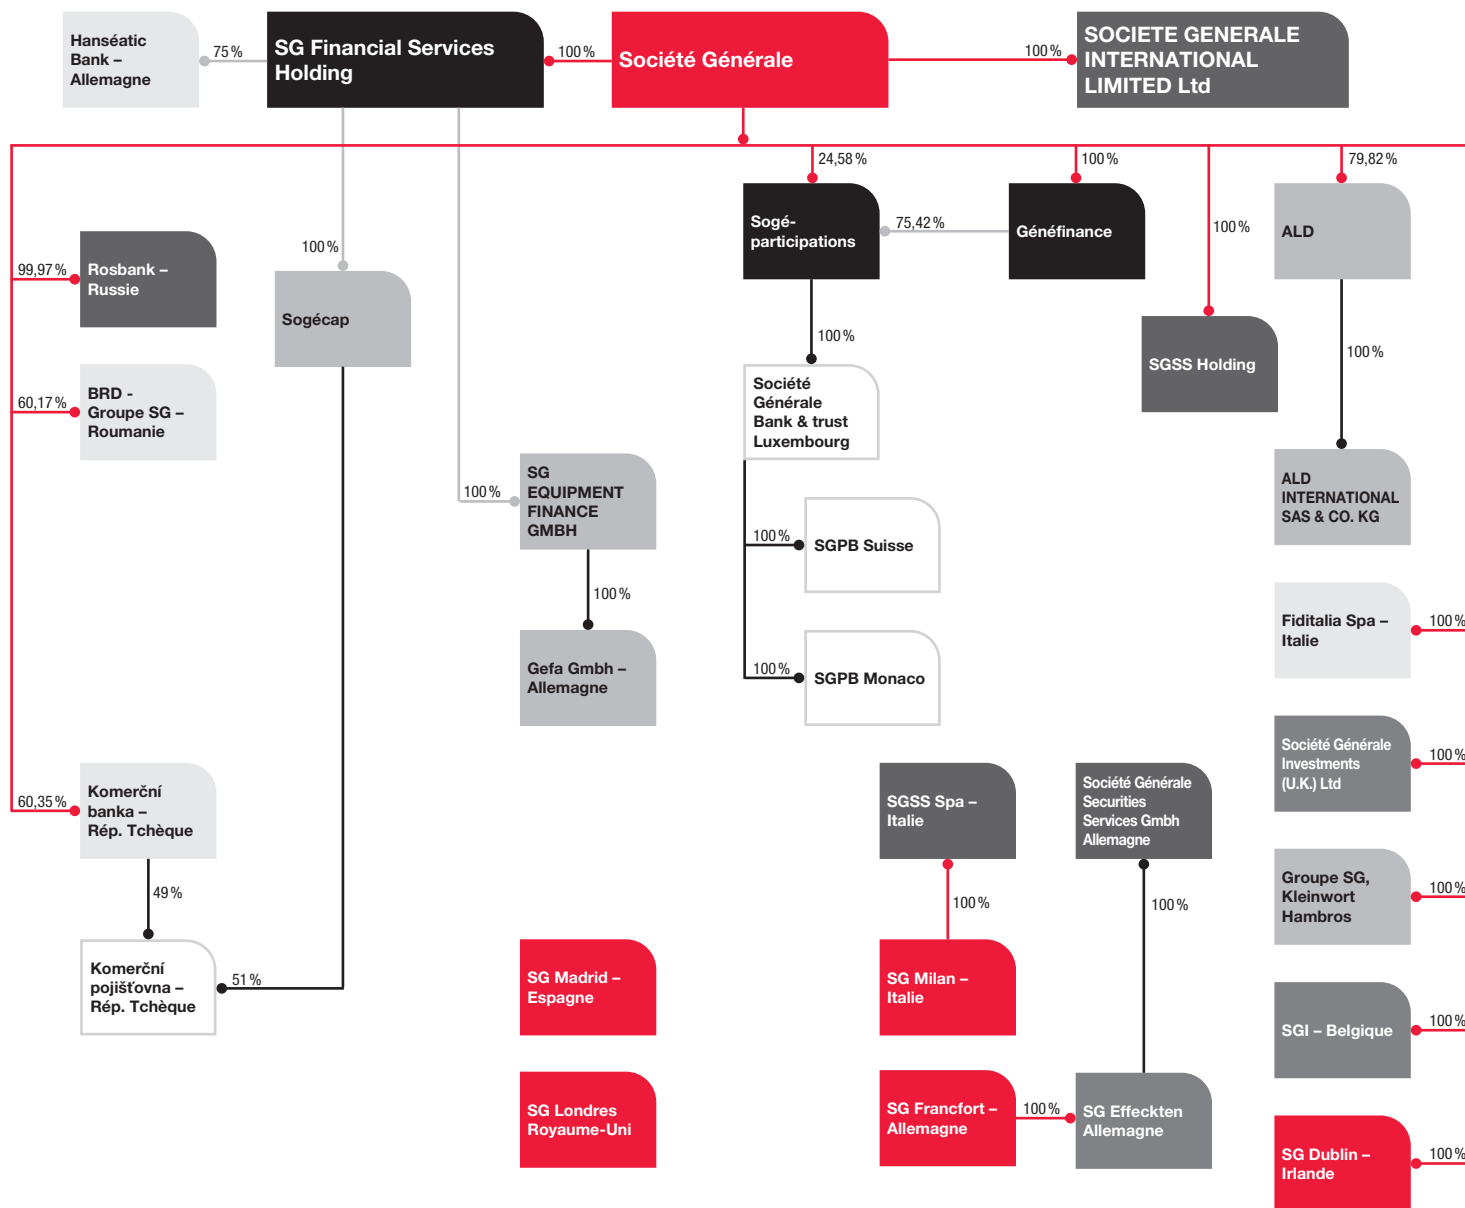 Hanséatic
Bank –
Allemagne
75 %
SG Financial Services
Holding
100 %
Société Générale
100 %
SOCIETE GENERALE
INTERNATIONAL
LIMITED Ltd
24,58 %
100 %
79,82 %
Sogé-
participations
75,42 %
Généfinance
100 %
ALD
100 %
99,97 %
Rosbank –
Russie
Sogécap
100 %
SGSS Holding
100 %
60,17 %
BRD -
Groupe SG –
Roumanie
Société
Générale
Bank & trust
Luxembourg
100 %
SG
EQUIPMENT
FINANCE
GMBH
ALD
INTERNATIONAL
SAS & CO. KG
100 %
SGPB Suisse
100 %
Fiditalia Spa –
Italie
100 %
Gefa Gmbh –
Allemagne
100 %
SGPB Monaco
Société Générale
Investments
(U.K.) Ltd
100 %
60,35 %
Komerční
banka –
Rép. Tchèque
SGSS Spa –
Italie
Société Générale
Securities
Services Gmbh
Allemagne
49 %
100 %
100 %
Groupe SG,
Kleinwort
Hambros
100 %
Komerční
pojišťovna –
Rép. Tchèque
51 %
SG Madrid –
Espagne
SG Milan –
Italie
SGI – Belgique
100 %
SG Londres
Royaume-Uni
SG Francfort –
Allemagne
100 %
SG Effeckten
Allemagne
SG Dublin –
Irlande
100 %